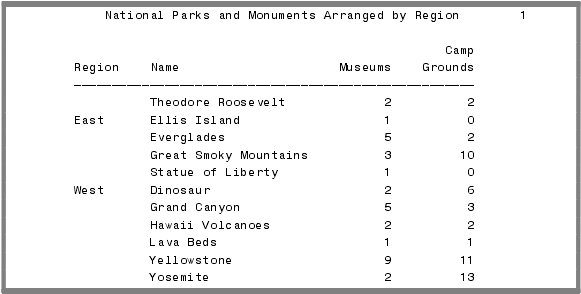 National Parks and Monuments Arranged by Region 1
Camp
Region Name Museums Grounds
Theodore Roosevelt 2 2
East Ellis Island 1 0
Everglades 5 2
Great Smoky Mountains 3 10
Statue of Liberty 1 0
West Dinosaur 2 6
Grand Canyon 5 3
Hawaii Volcanoes 2 2
Lava Beds 1 1
Yellowstone 9 11
Yosemite 2 13